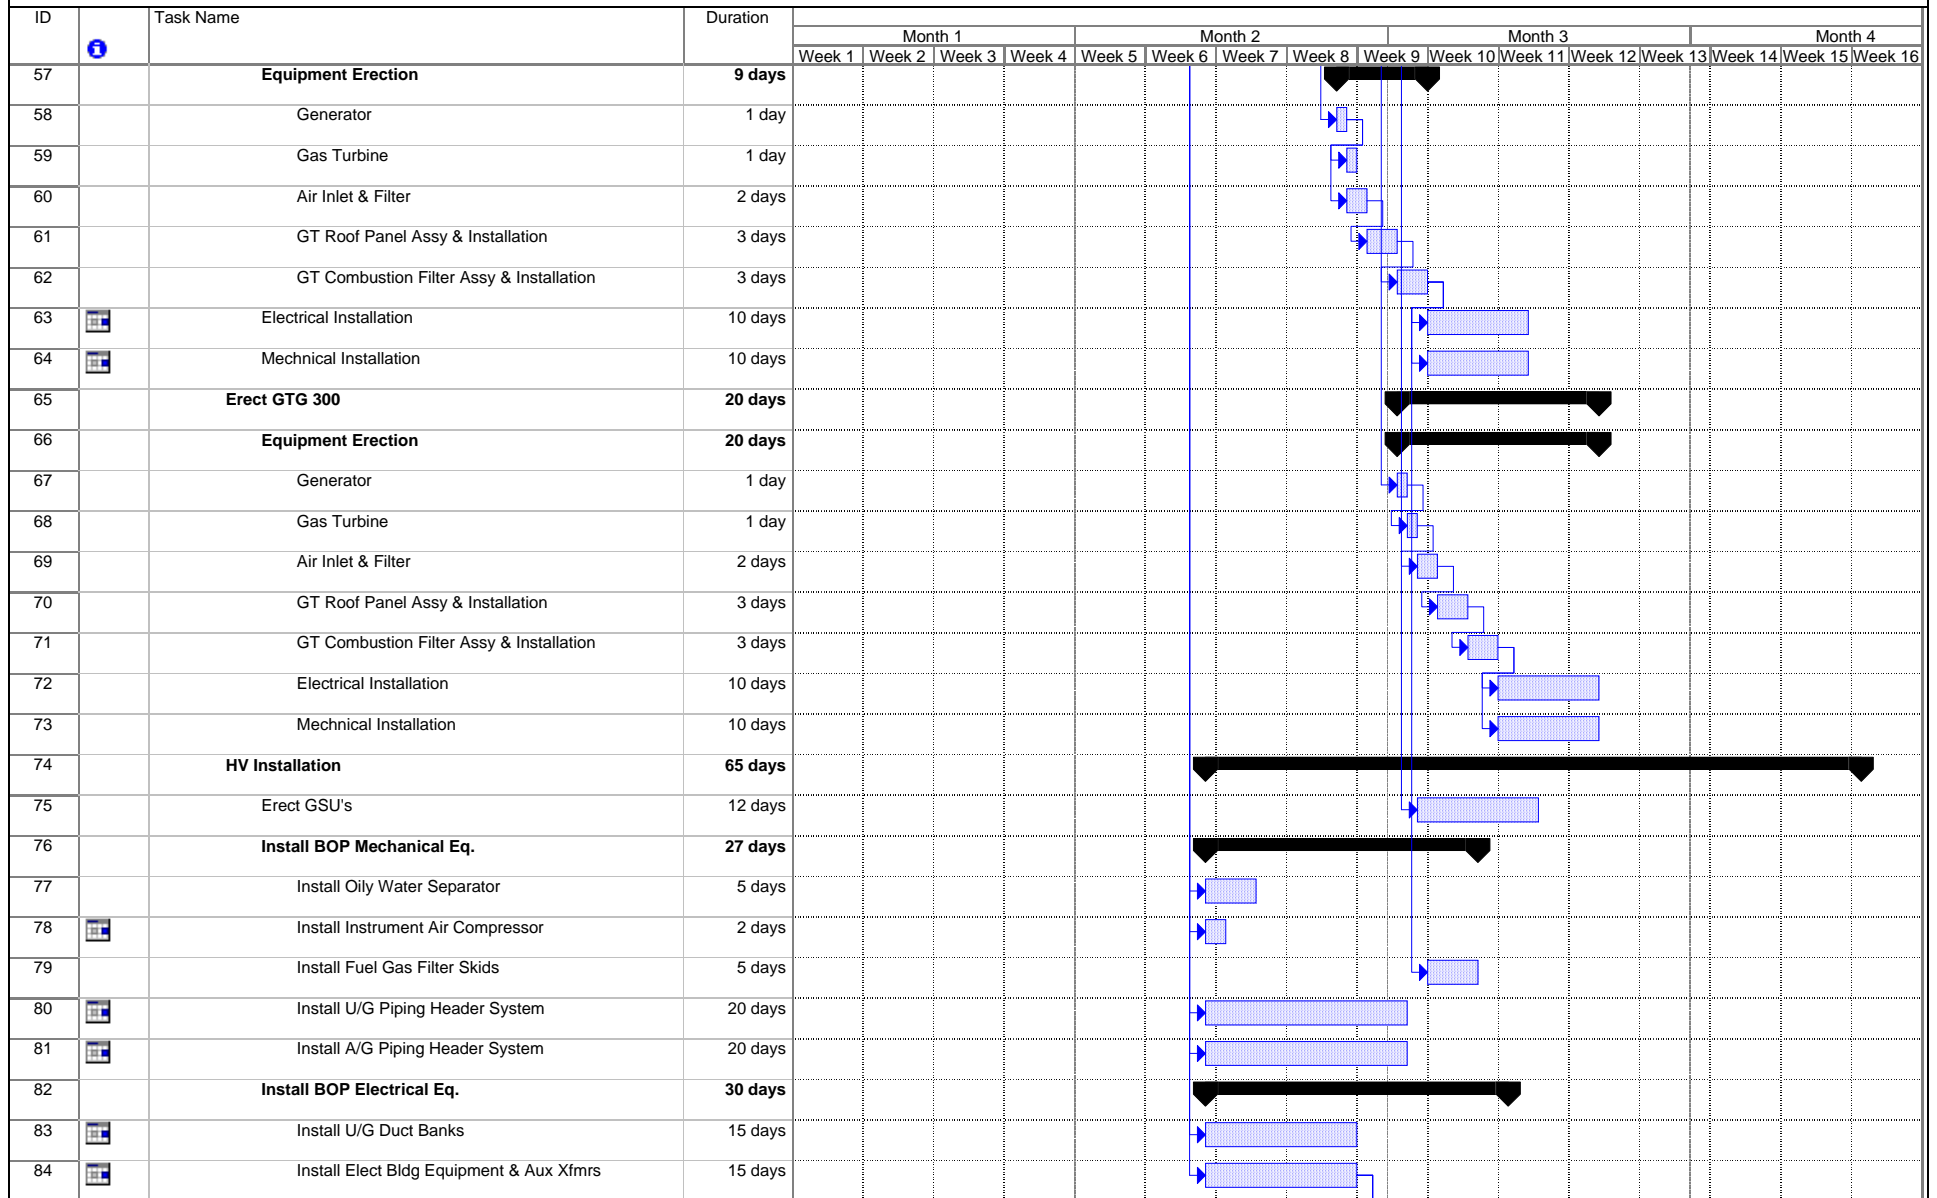 ID Task Name Duration
Month 1 Month 2 Month 3 Month 4
Week 1 Week 2 Week 3 Week 4 Week 5 Week 6 Week 7 Week 8 Week 9 Week 10 Week 11 Week 12 Week 13 Week 14 Week 15 Week 16
57 Equipment Erection 9 days
58 Generator 1 day
59 Gas Turbine 1 day
60 Air Inlet & Filter 2 days
61 GT Roof Panel Assy & Installation 3 days
62 GT Combustion Filter Assy & Installation 3 days
63 Electrical Installation 10 days
64 Mechnical Installation 10 days
65 Erect GTG 300 20 days
66 Equipment Erection 20 days
67 Generator 1 day
68 Gas Turbine 1 day
69 Air Inlet & Filter 2 days
70 GT Roof Panel Assy & Installation 3 days
71 GT Combustion Filter Assy & Installation 3 days
72 Electrical Installation 10 days
73 Mechnical Installation 10 days
74 HV Installation 65 days
75 Erect GSU's 12 days
76 Install BOP Mechanical Eq. 27 days
77 Install Oily Water Separator 5 days
78 Install Instrument Air Compressor 2 days
79 Install Fuel Gas Filter Skids 5 days
80 Install U/G Piping Header System 20 days
81 Install A/G Piping Header System 20 days
82 Install BOP Electrical Eq. 30 days
83 Install U/G Duct Banks 15 days
84 Install Elect Bldg Equipment & Aux Xfmrs 15 days